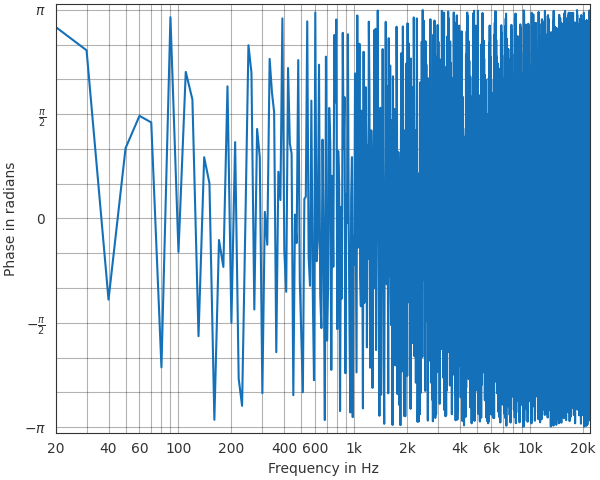 π
π/2
0
−π/2
−π
Phase in radians
20 40 60 100 200 400 600 1k 2k 4k 6k 10k 20k
Frequency in Hz